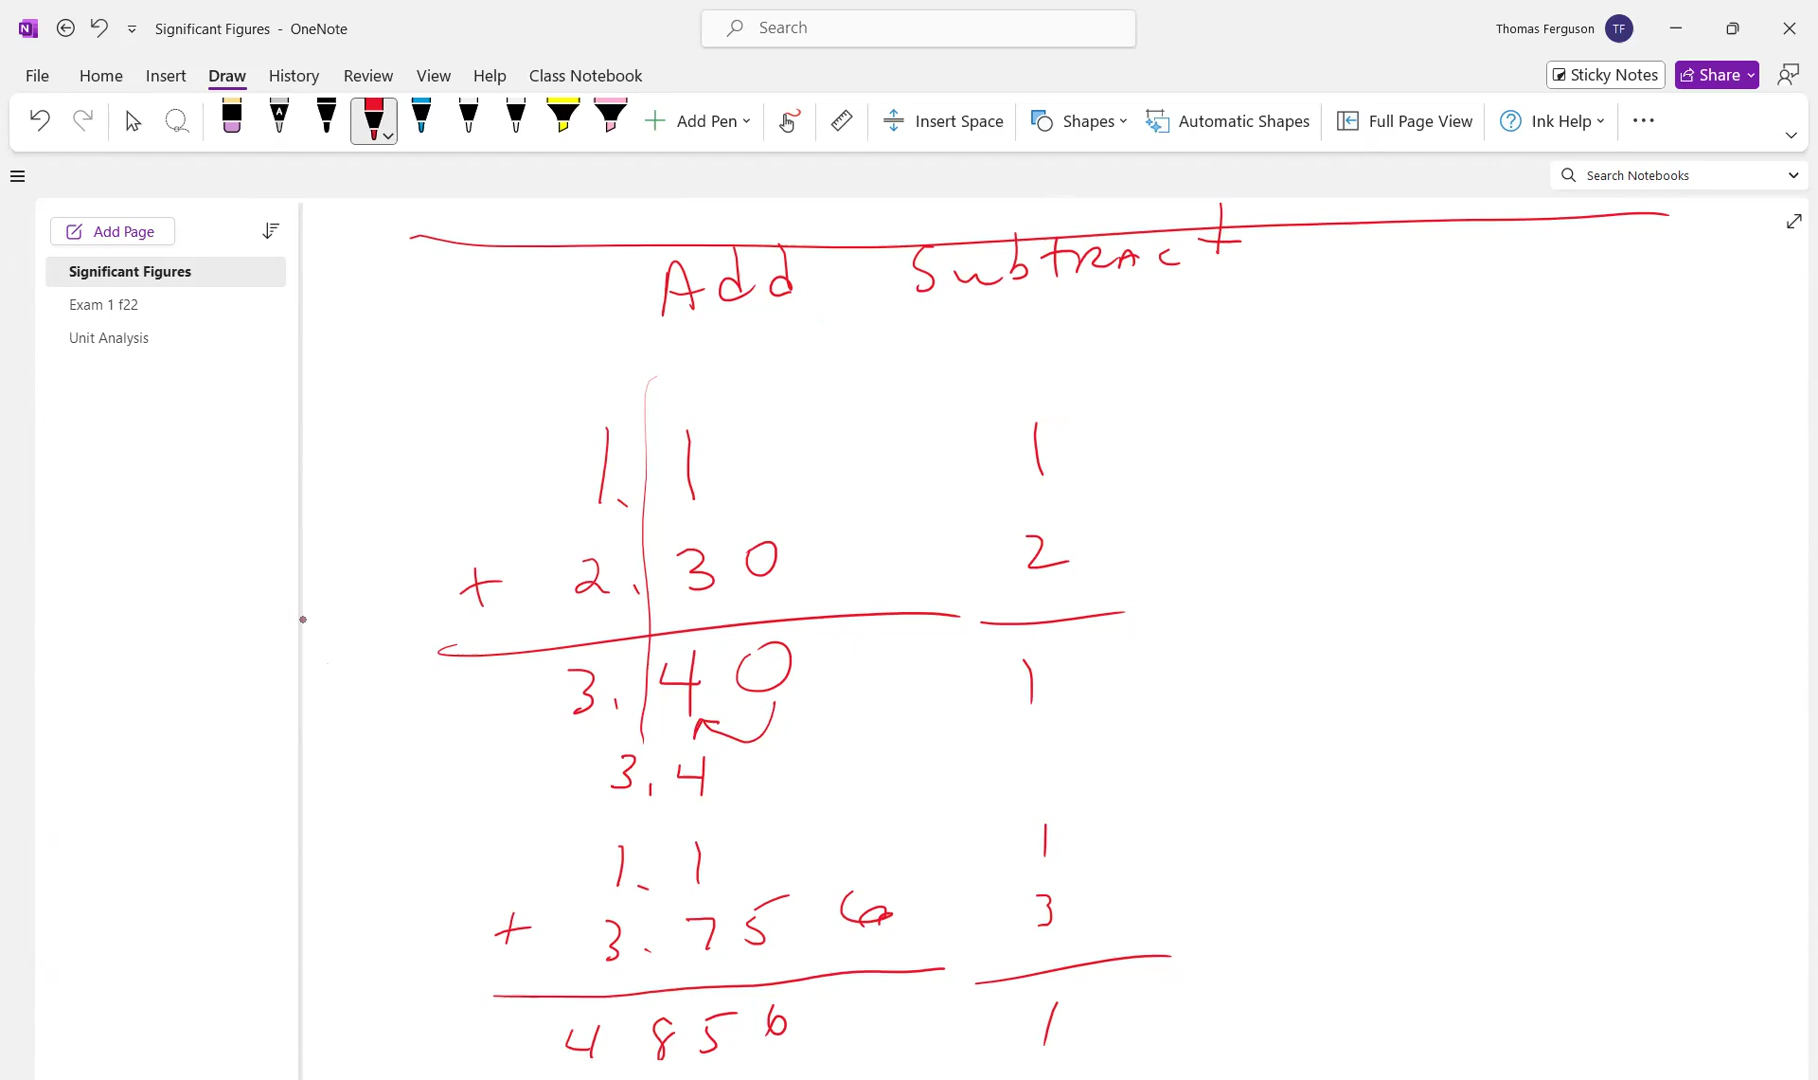 Significant Figures - OneNote
Search
Thomas Ferguson TF
File Home Insert Draw History Review View Help Class Notebook
Sticky Notes Share
Add Pen Insert Space Shapes Automatic Shapes Full Page View Ink Help
Search Notebooks
Add Page
Significant Figures
Exam 1 f22
Unit Analysis
Add Subtract
1.1 1
+ 2.30 2
3.40 1
3.4
1.1 1
+ 3.756 3
4 856 1